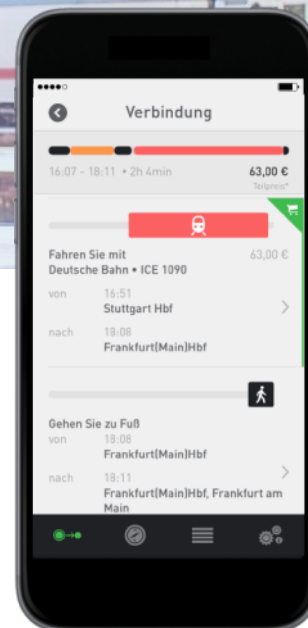 Verbindung
16:07 - 18:11 • 2h 4min 63,00 €
Teilpreis*
Fahren Sie mit 63,00 €
Deutsche Bahn • ICE 1090
von 16:51
Stuttgart Hbf
nach 18:08
Frankfurt(Main)Hbf
Gehen Sie zu Fuß
von 18:08
Frankfurt(Main)Hbf
nach 18:11
Frankfurt(Main)Hbf, Frankfurt am
Main